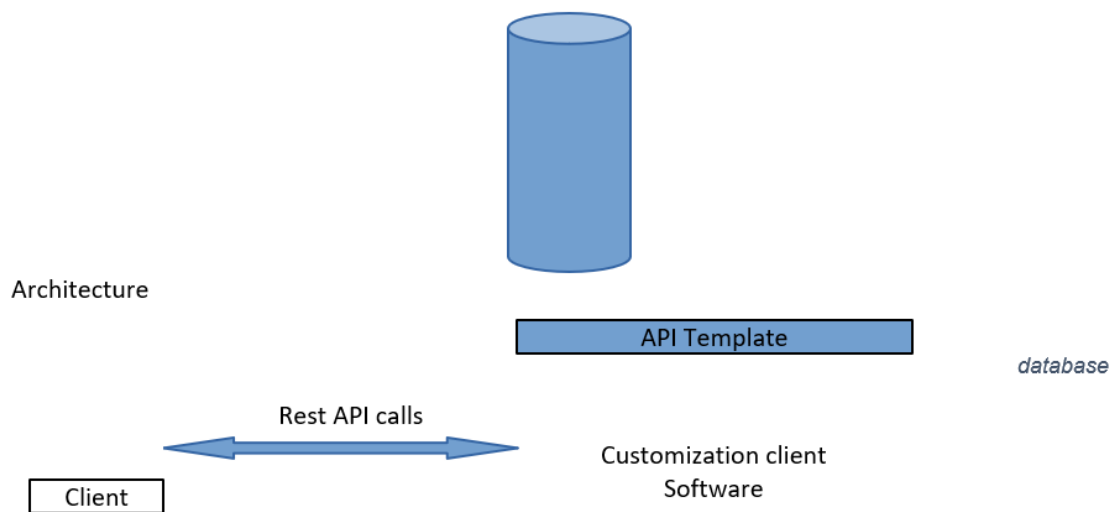 Architecture
API Template
database
Rest API calls
Customization client
Software
Client